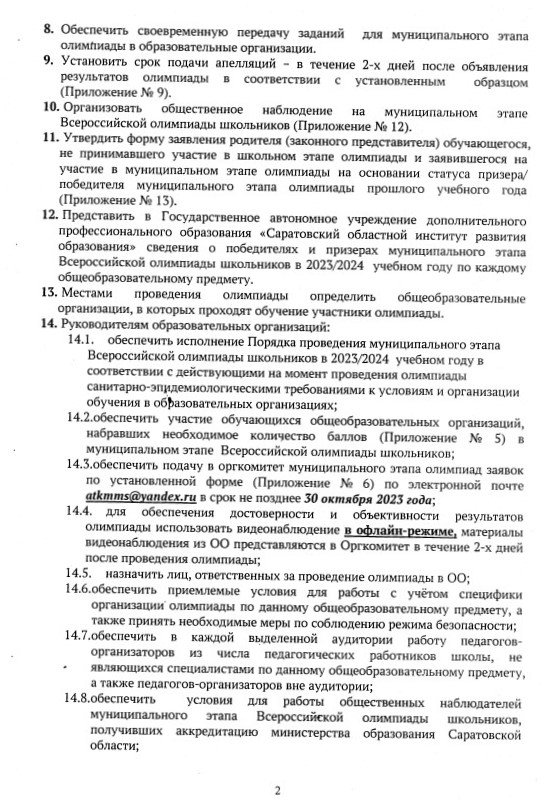 8. Обеспечить своевременную передачу заданий для муниципального этапа
олимпиады в образовательные организации.
9. Установить срок подачи апелляций – в течение 2-х дней после объявления
результатов олимпиады в соответствии с установленным образцом
(Приложение № 9).
10. Организовать общественное наблюдение на муниципальном этапе
Всероссийской олимпиады школьников (Приложение № 12).
11. Утвердить форму заявления родителя (законного представителя) обучающегося,
не принимавшего участие в школьном этапе олимпиады и заявившегося на
участие в муниципальном этапе олимпиады на основании статуса призера/
победителя муниципального этапа олимпиады прошлого учебного года
(Приложение № 13).
12. Представить в Государственное автономное учреждение дополнительного
профессионального образования «Саратовский областной институт развития
образования» сведения о победителях и призерах муниципального этапа
Всероссийской олимпиады школьников в 2023/2024 учебном году по каждому
общеобразовательному предмету.
13. Местами проведения олимпиады определить общеобразовательные
организации, в которых проходят обучение участники олимпиады.
14. Руководителям образовательных организаций:
14.1. обеспечить исполнение Порядка проведения муниципального этапа
Всероссийской олимпиады школьников в 2023/2024 учебном году в
соответствии с действующими на момент проведения олимпиады
санитарно-эпидемиологическими требованиями к условиям и организации
обучения в образовательных организациях;
14.2.обеспечить участие обучающихся общеобразовательных организаций,
набравших необходимое количество баллов (Приложение № 5) в
муниципальном этапе Всероссийской олимпиады школьников;
14.3.обеспечить подачу в оргкомитет муниципального этапа олимпиад заявок
по установленной форме (Приложение № 6) по электронной почте
atkmms@yandex.ru в срок не позднее 30 октября 2023 года;
14.4. для обеспечения достоверности и объективности результатов
олимпиады использовать видеонаблюдение в офлайн-режиме, материалы
видеонаблюдения из ОО представляются в Оргкомитет в течение 2-х дней
после проведения олимпиады;
14.5. назначить лиц, ответственных за проведение олимпиады в ОО;
14.6.обеспечить приемлемые условия для работы с учётом специфики
организации олимпиады по данному общеобразовательному предмету, а
также принять необходимые меры по соблюдению режима безопасности;
14.7.обеспечить в каждой выделенной аудитории работу педагогов-
организаторов из числа педагогических работников школы, не
являющихся специалистами по данному общеобразовательному предмету,
а также педагогов-организаторов вне аудитории;
14.8.обеспечить условия для работы общественных наблюдателей
муниципального этапа Всероссийской олимпиады школьников,
получивших аккредитацию министерства образования Саратовской
области;
2